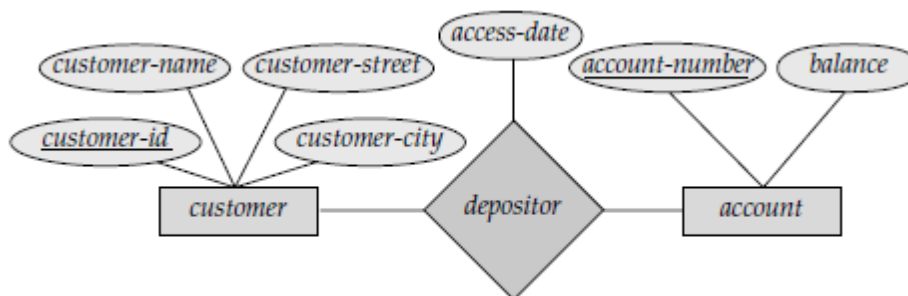 access-date
customer-name
customer-street
account-number
balance
customer-id
customer-city
customer
depositor
account